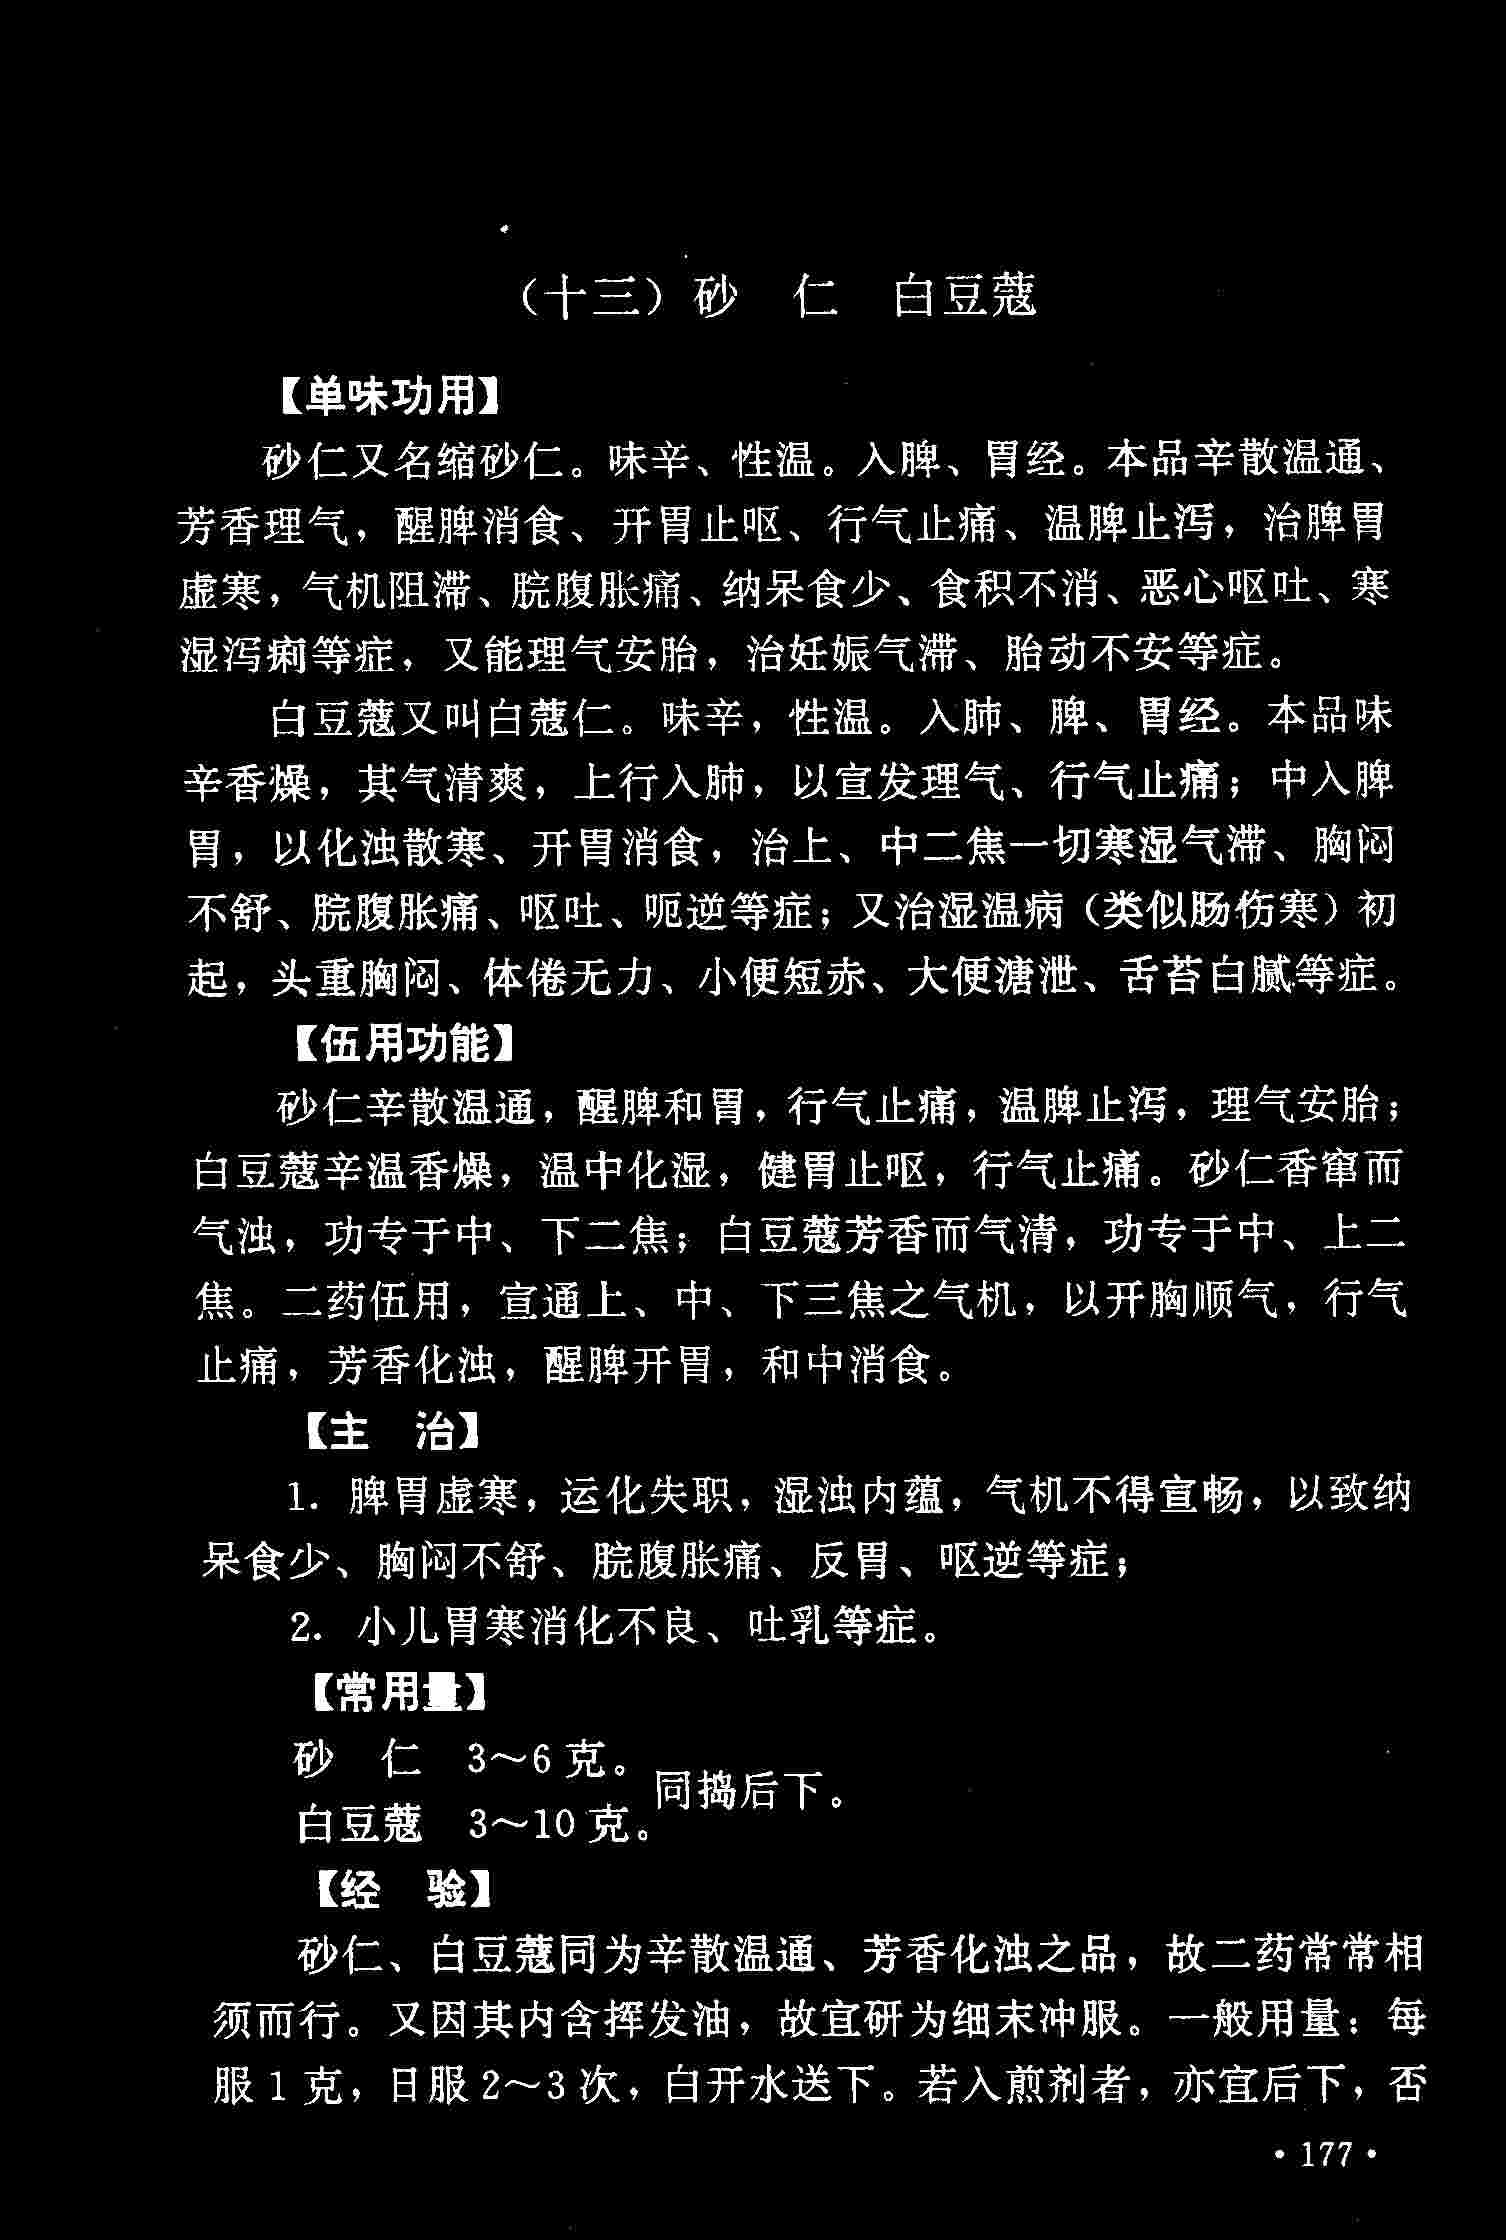 （十三）砂　仁　白豆蔻
【单味功用】
砂仁又名缩砂仁。味辛、性温。入脾、胃经。本品辛散温通、
芳香理气，醒脾消食、开胃止呕、行气止痛、温脾止泻，治脾胃
虚寒，气机阻滞、脘腹胀痛、纳呆食少、食积不消、恶心呕吐、寒
湿泻痢等症，又能理气安胎，治妊娠气滞、胎动不安等症。
白豆蔻又叫白蔻仁。味辛，性温。入肺、脾、胃经。本品味
辛香燥，其气清爽，上行入肺，以宣发理气、行气止痛；中入脾
胃，以化浊散寒、开胃消食，治上、中二焦一切寒湿气滞、胸闷
不舒、脘腹胀痛、呕吐、呃逆等症；又治湿温病（类似肠伤寒）初
起，头重胸闷、体倦无力、小便短赤、大便溏泄、舌苔白腻等症。
【伍用功能】
砂仁辛散温通，醒脾和胃，行气止痛，温脾止泻，理气安胎；
白豆蔻辛温香燥，温中化湿，健胃止呕，行气止痛。砂仁香窜而
气浊，功专于中、下二焦；白豆蔻芳香而气清，功专于中、上二
焦。二药伍用，宣通上、中、下三焦之气机，以开胸顺气，行气
止痛，芳香化浊，醒脾开胃，和中消食。
【主　治】
1. 脾胃虚寒，运化失职，湿浊内蕴，气机不得宣畅，以致纳
呆食少、胸闷不舒、脘腹胀痛、反胃、呕逆等症；
2. 小儿胃寒消化不良、吐乳等症。
【常用量】
砂　仁　3～6克。
同捣后下。
白豆蔻　3～10克。
【经　验】
砂仁、白豆蔻同为辛散温通、芳香化浊之品，故二药常常相
须而行。又因其内含挥发油，故宜研为细末冲服。一般用量：每
服1克，日服2～3次，白开水送下。若入煎剂者，亦宜后下，否
·177·